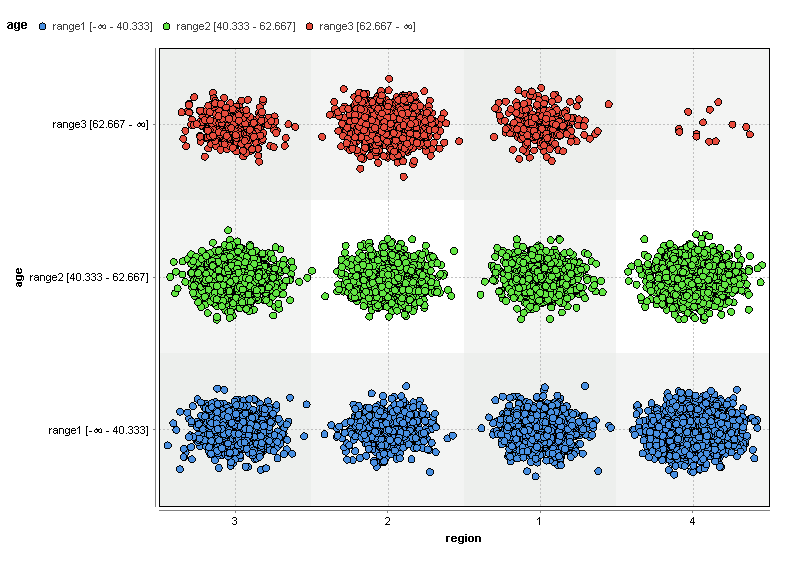 age range1 [-∞ - 40.333] range2 [40.333 - 62.667] range3 [62.667 - ∞]
range3 [62.667 - ∞]
age
range2 [40.333 - 62.667]
range1 [-∞ - 40.333]
3 2 1 4
region